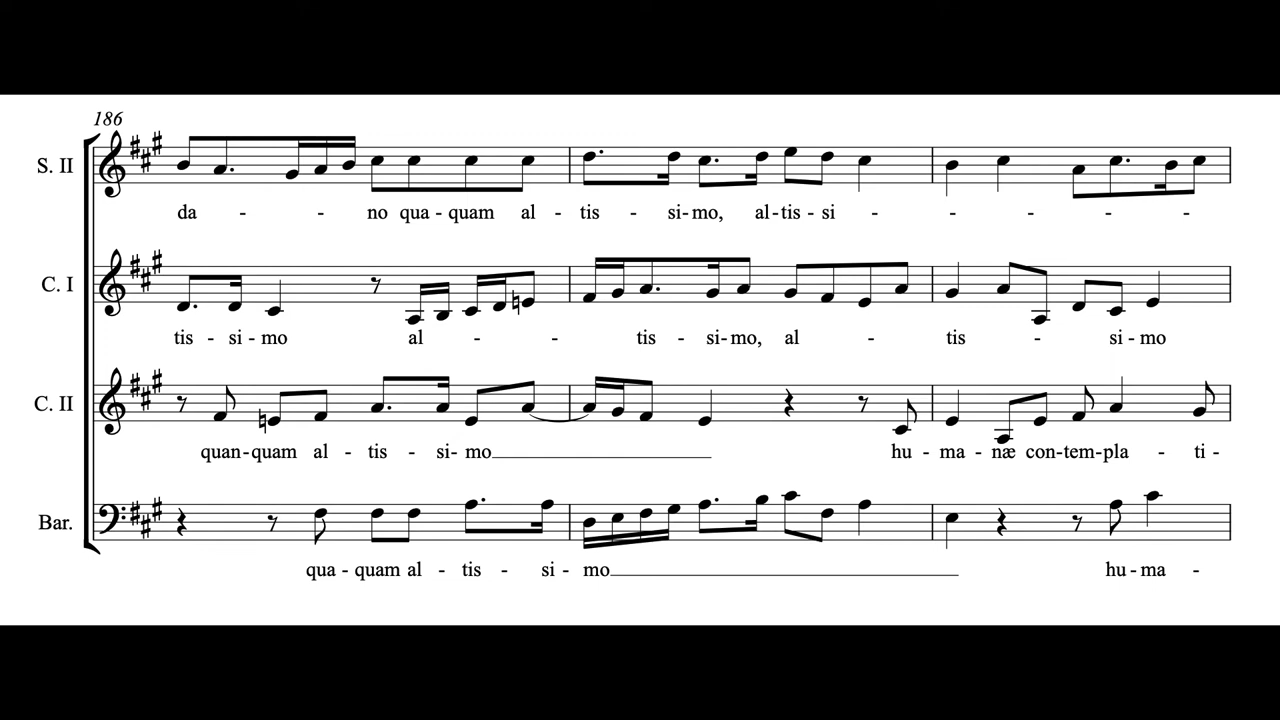 186
S. II
da - - no qua - quam al - tis - si - mo, al - tis - si - - - - -
C. I
tis - si - mo al - - - tis - si - mo, al - tis - si - mo
C. II
quan - quam al - tis - si - mo hu - ma - næ con - tem - pla - ti -
Bar.
qua - quam al - tis - si - mo hu - ma -